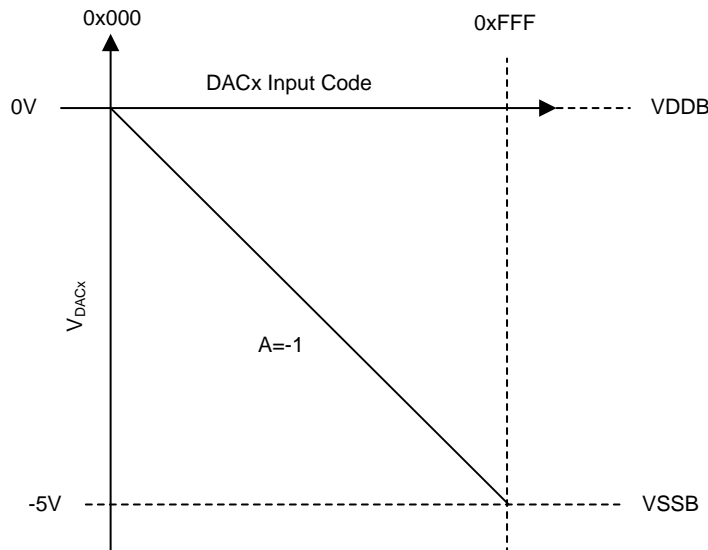 0x000
0xFFF
DACx Input Code
0V
VDDB
VDACx
A=-1
-5V
VSSB